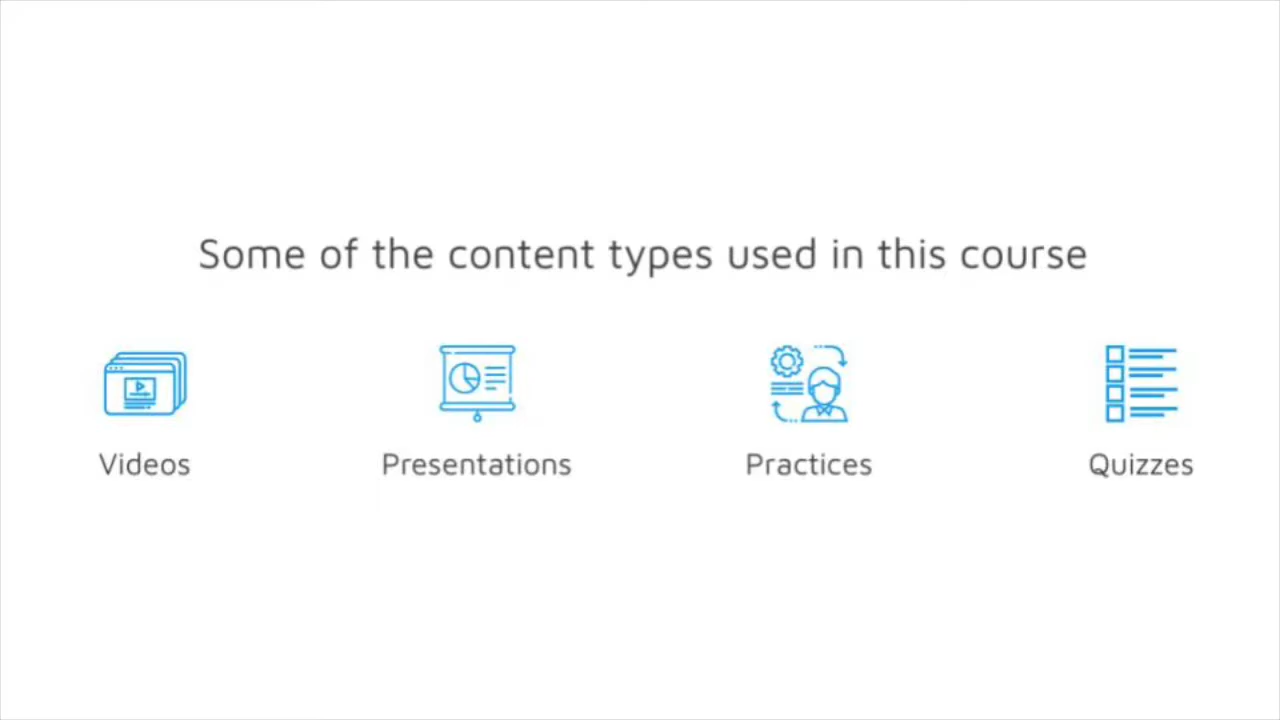 Some of the content types used in this course
Videos
Presentations
Practices
Quizzes